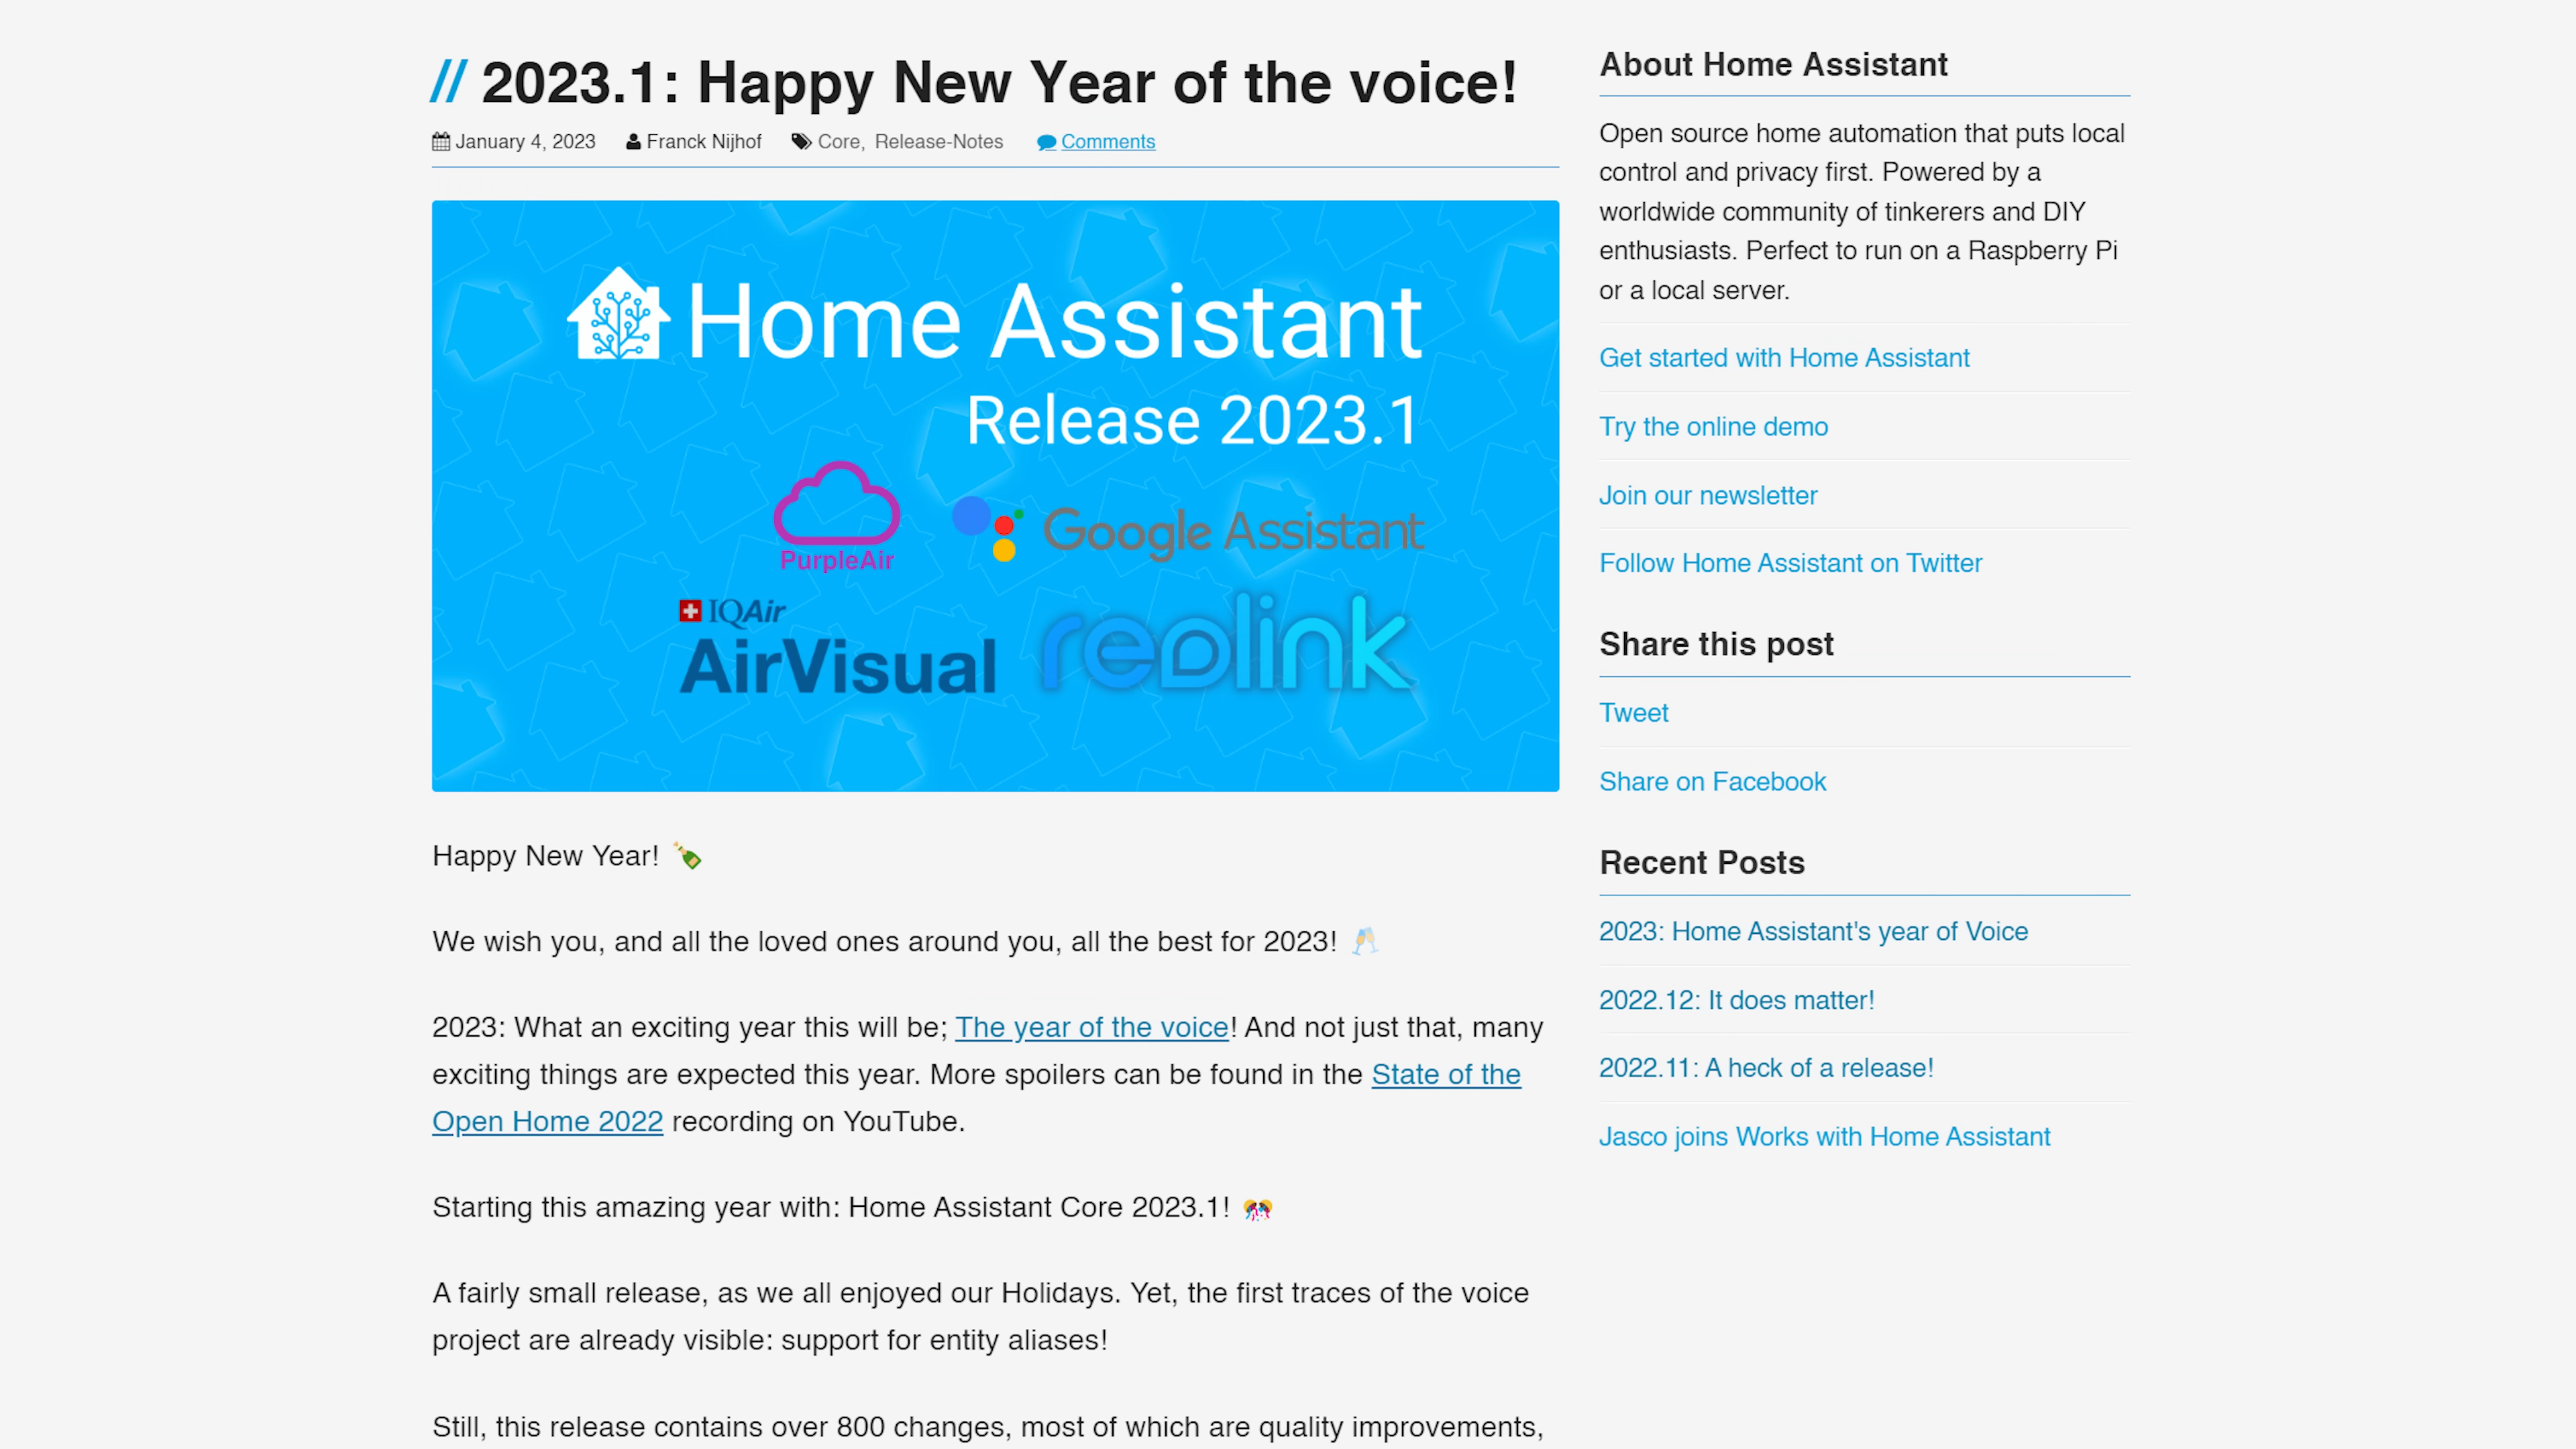 // 2023.1: Happy New Year of the voice!
January 4, 2023 Franck Nijhof Core, Release-Notes Comments
Home Assistant
Release 2023.1
PurpleAir
Google Assistant
IQAir
AirVisual
reolink
Happy New Year! 🍾
We wish you, and all the loved ones around you, all the best for 2023! 🥂
2023: What an exciting year this will be; The year of the voice! And not just that, many
exciting things are expected this year. More spoilers can be found in the State of the
Open Home 2022 recording on YouTube.
Starting this amazing year with: Home Assistant Core 2023.1! 🎊
A fairly small release, as we all enjoyed our Holidays. Yet, the first traces of the voice
project are already visible: support for entity aliases!
Still, this release contains over 800 changes, most of which are quality improvements,
About Home Assistant
Open source home automation that puts local
control and privacy first. Powered by a
worldwide community of tinkerers and DIY
enthusiasts. Perfect to run on a Raspberry Pi
or a local server.
Get started with Home Assistant
Try the online demo
Join our newsletter
Follow Home Assistant on Twitter
Share this post
Tweet
Share on Facebook
Recent Posts
2023: Home Assistant's year of Voice
2022.12: It does matter!
2022.11: A heck of a release!
Jasco joins Works with Home Assistant